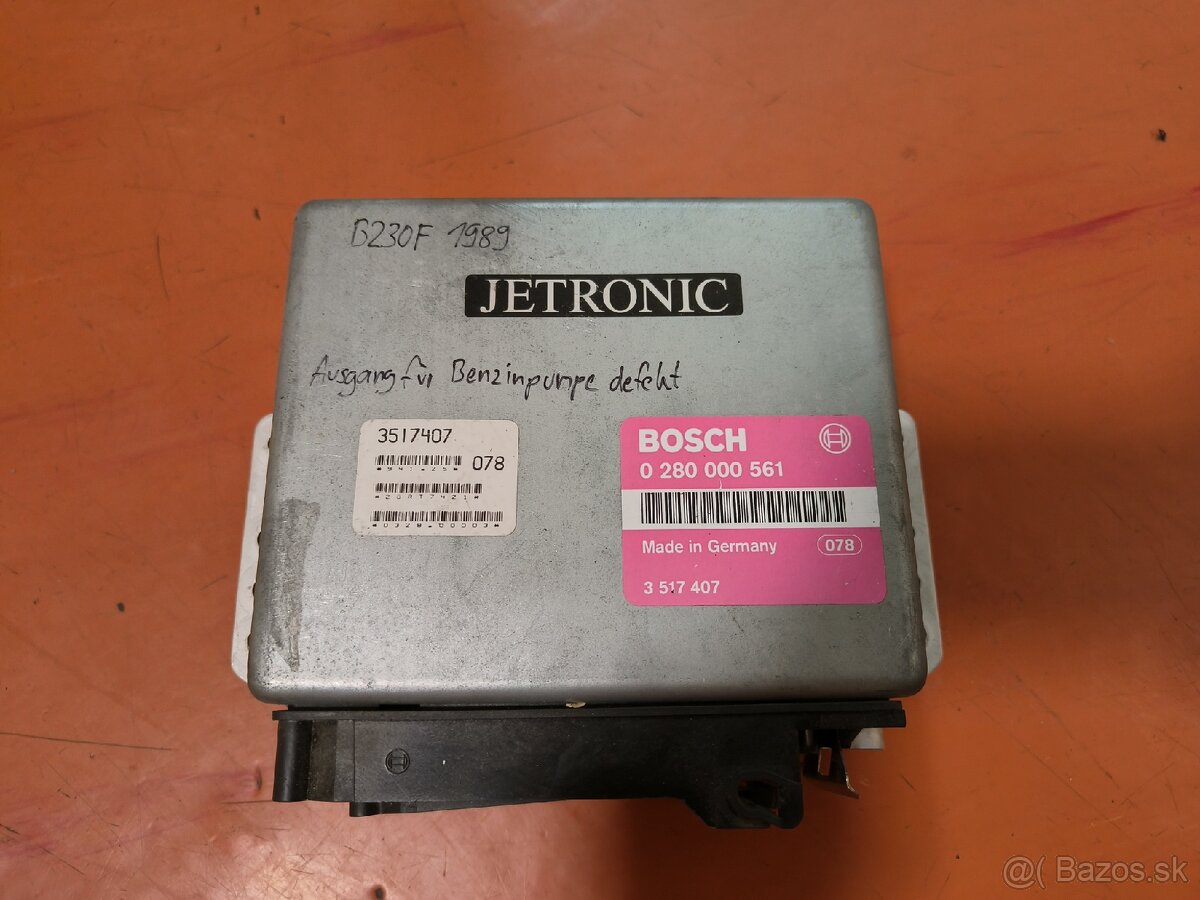 B230F 1989
JETRONIC
Ausgang für Benzinpumpe defekt
3517407
078
BOSCH
0 280 000 561
Made in Germany 078
3 517 407
@( Bazos.sk